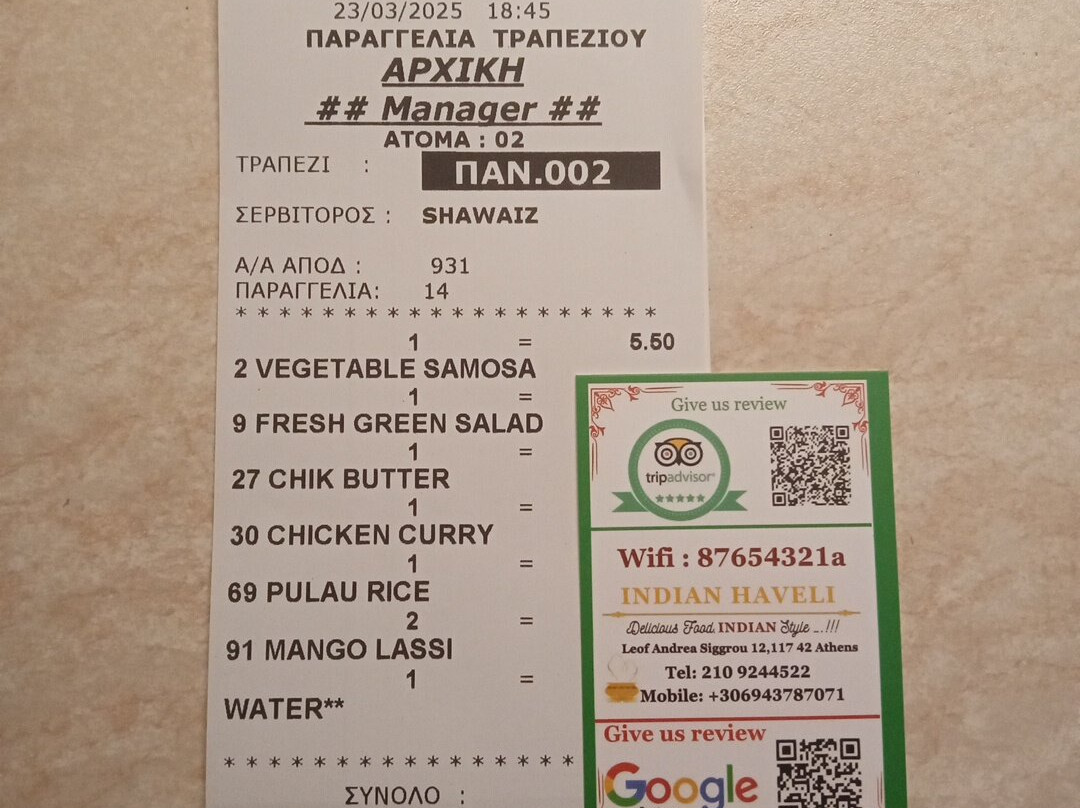 23/03/2025 18:45
ΠΑΡΑΓΓΕΛΙΑ ΤΡΑΠΕΖΙΟΥ
ΑΡΧΙΚΗ
## Manager ##
ΑΤΟΜΑ : 02
ΤΡΑΠΕΖΙ : ΠΑΝ.002
ΣΕΡΒΙΤΟΡΟΣ : SHAWAIZ
Α/Α ΑΠΟΔ : 931
ΠΑΡΑΓΓΕΛΙΑ: 14
* * * * * * * * * * * * * * * * * * * *
1 = 5.50
2 VEGETABLE SAMOSA
1 =
9 FRESH GREEN SALAD
1 =
27 CHIK BUTTER
1 =
30 CHICKEN CURRY
1 =
69 PULAU RICE
2 =
91 MANGO LASSI
1 =
WATER**
* * * * * * * * * * * * * * * *
ΣΥΝΟΛΟ :
Give us review
tripadvisor®
Wifi : 87654321a
INDIAN HAVELI
Delicious Food, INDIAN Style _.!!!
Leof Andrea Siggrou 12,117 42 Athens
Tel: 210 9244522
Mobile: +306943787071
Give us review
Google